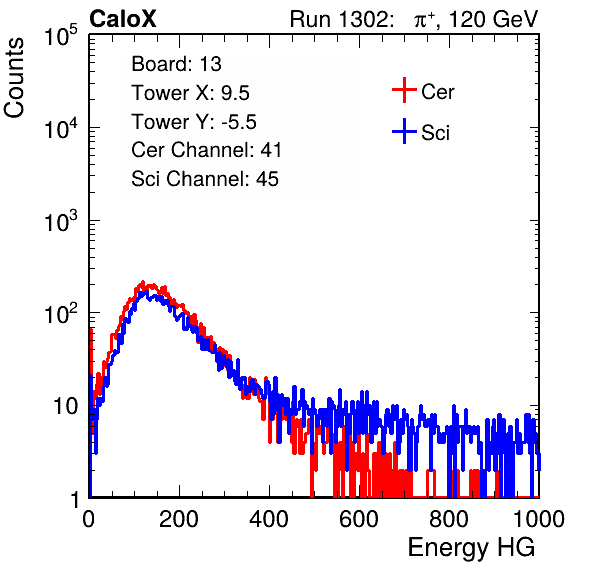 CaloX Run 1302: π⁺, 120 GeV
Counts
10⁵
10⁴
10³
10²
10
1
Board: 13
Tower X: 9.5
Tower Y: -5.5
Cer Channel: 41
Sci Channel: 45
Cer
Sci
0 200 400 600 800 1000
Energy HG